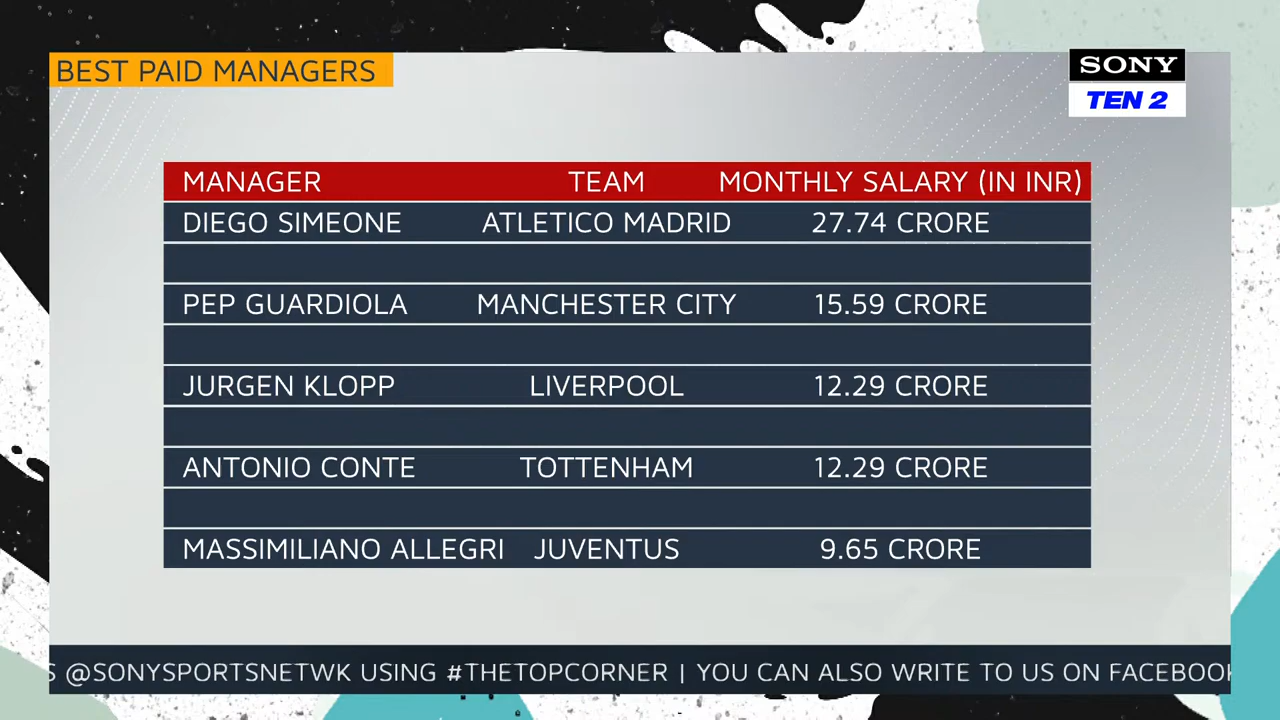 BEST PAID MANAGERS
SONY
TEN 2
MANAGER TEAM MONTHLY SALARY (IN INR)
DIEGO SIMEONE ATLETICO MADRID 27.74 CRORE
PEP GUARDIOLA MANCHESTER CITY 15.59 CRORE
JURGEN KLOPP LIVERPOOL 12.29 CRORE
ANTONIO CONTE TOTTENHAM 12.29 CRORE
MASSIMILIANO ALLEGRI JUVENTUS 9.65 CRORE
@SONYSPORTSNETWK USING #THETOPCORNER | YOU CAN ALSO WRITE TO US ON FACEBOOK